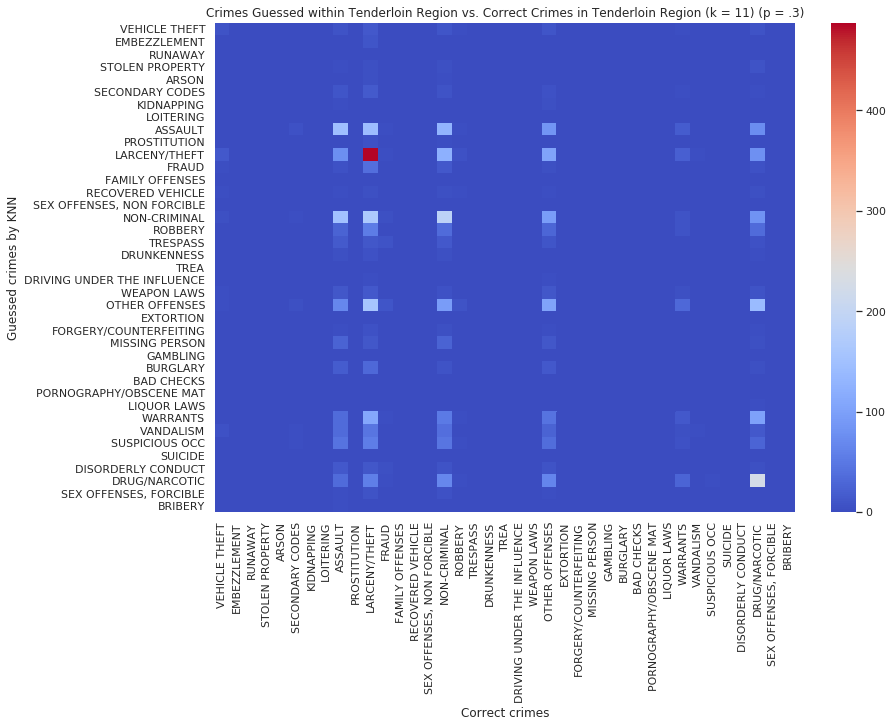 Crimes Guessed within Tenderloin Region vs. Correct Crimes in Tenderloin Region (k = 11) (p = .3)
Guessed crimes by KNN
VEHICLE THEFT
EMBEZZLEMENT
RUNAWAY
STOLEN PROPERTY
ARSON
SECONDARY CODES
KIDNAPPING
LOITERING
ASSAULT
PROSTITUTION
LARCENY/THEFT
FRAUD
FAMILY OFFENSES
RECOVERED VEHICLE
SEX OFFENSES, NON FORCIBLE
NON-CRIMINAL
ROBBERY
TRESPASS
DRUNKENNESS
TREA
DRIVING UNDER THE INFLUENCE
WEAPON LAWS
OTHER OFFENSES
EXTORTION
FORGERY/COUNTERFEITING
MISSING PERSON
GAMBLING
BURGLARY
BAD CHECKS
PORNOGRAPHY/OBSCENE MAT
LIQUOR LAWS
WARRANTS
VANDALISM
SUSPICIOUS OCC
SUICIDE
DISORDERLY CONDUCT
DRUG/NARCOTIC
SEX OFFENSES, FORCIBLE
BRIBERY
VEHICLE THEFT
EMBEZZLEMENT
RUNAWAY
STOLEN PROPERTY
ARSON
SECONDARY CODES
KIDNAPPING
LOITERING
ASSAULT
PROSTITUTION
LARCENY/THEFT
FRAUD
FAMILY OFFENSES
RECOVERED VEHICLE
SEX OFFENSES, NON FORCIBLE
NON-CRIMINAL
ROBBERY
TRESPASS
DRUNKENNESS
TREA
DRIVING UNDER THE INFLUENCE
WEAPON LAWS
OTHER OFFENSES
EXTORTION
FORGERY/COUNTERFEITING
MISSING PERSON
GAMBLING
BURGLARY
BAD CHECKS
PORNOGRAPHY/OBSCENE MAT
LIQUOR LAWS
WARRANTS
VANDALISM
SUSPICIOUS OCC
SUICIDE
DISORDERLY CONDUCT
DRUG/NARCOTIC
SEX OFFENSES, FORCIBLE
BRIBERY
Correct crimes
400
300
200
100
0